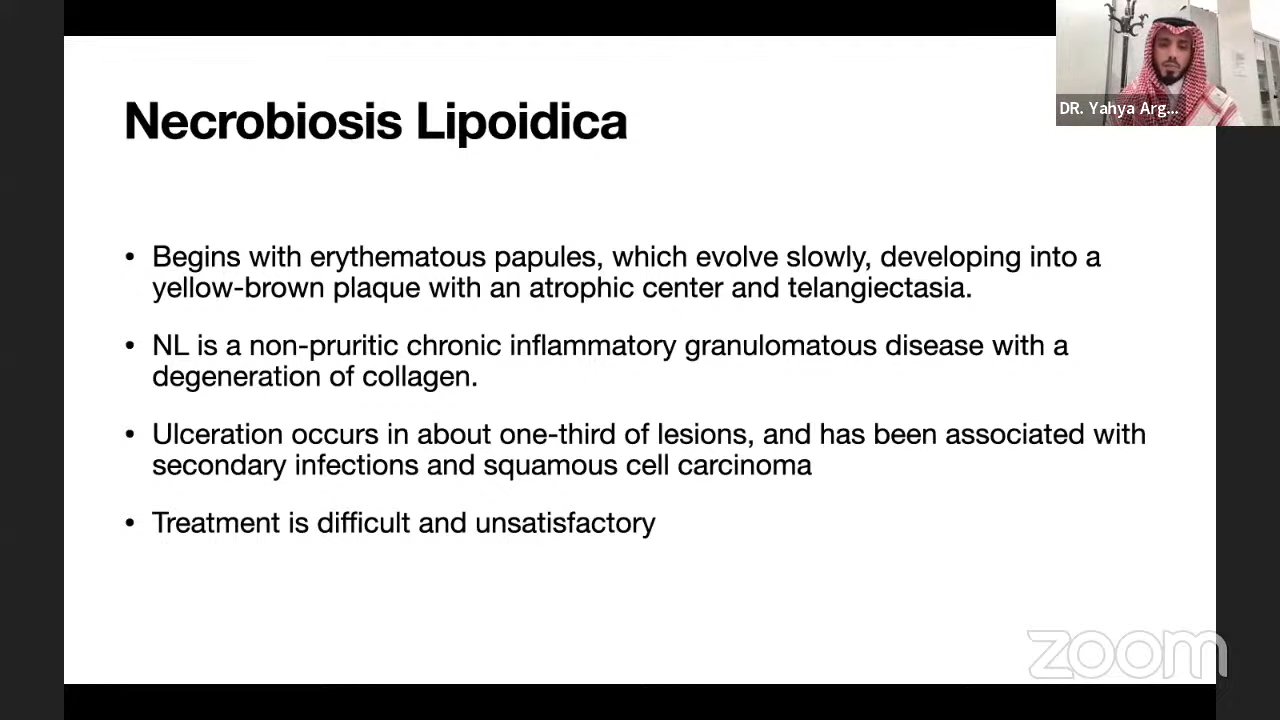 DR. Yahya Arg...
Necrobiosis Lipoidica
• Begins with erythematous papules, which evolve slowly, developing into a
yellow-brown plaque with an atrophic center and telangiectasia.
• NL is a non-pruritic chronic inflammatory granulomatous disease with a
degeneration of collagen.
• Ulceration occurs in about one-third of lesions, and has been associated with
secondary infections and squamous cell carcinoma
• Treatment is difficult and unsatisfactory
zoom